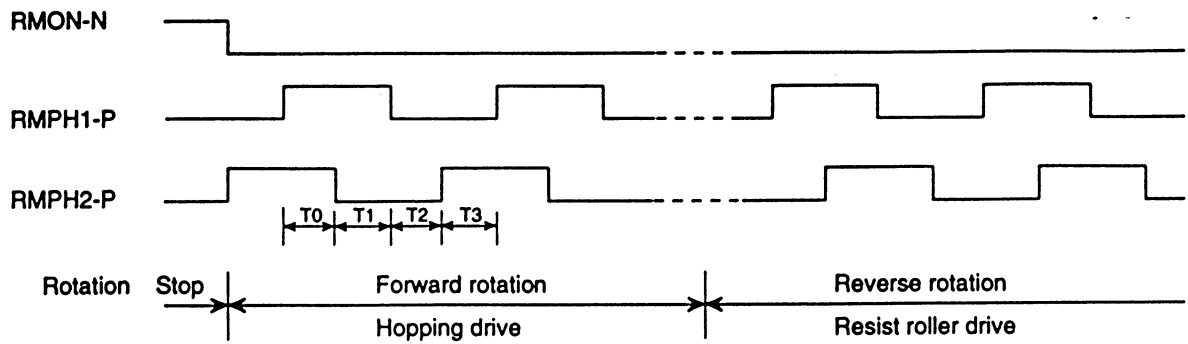 RMON-N
RMPH1-P
RMPH2-P
T0 T1 T2 T3
Rotation Stop Forward rotation Reverse rotation
Hopping drive Resist roller drive